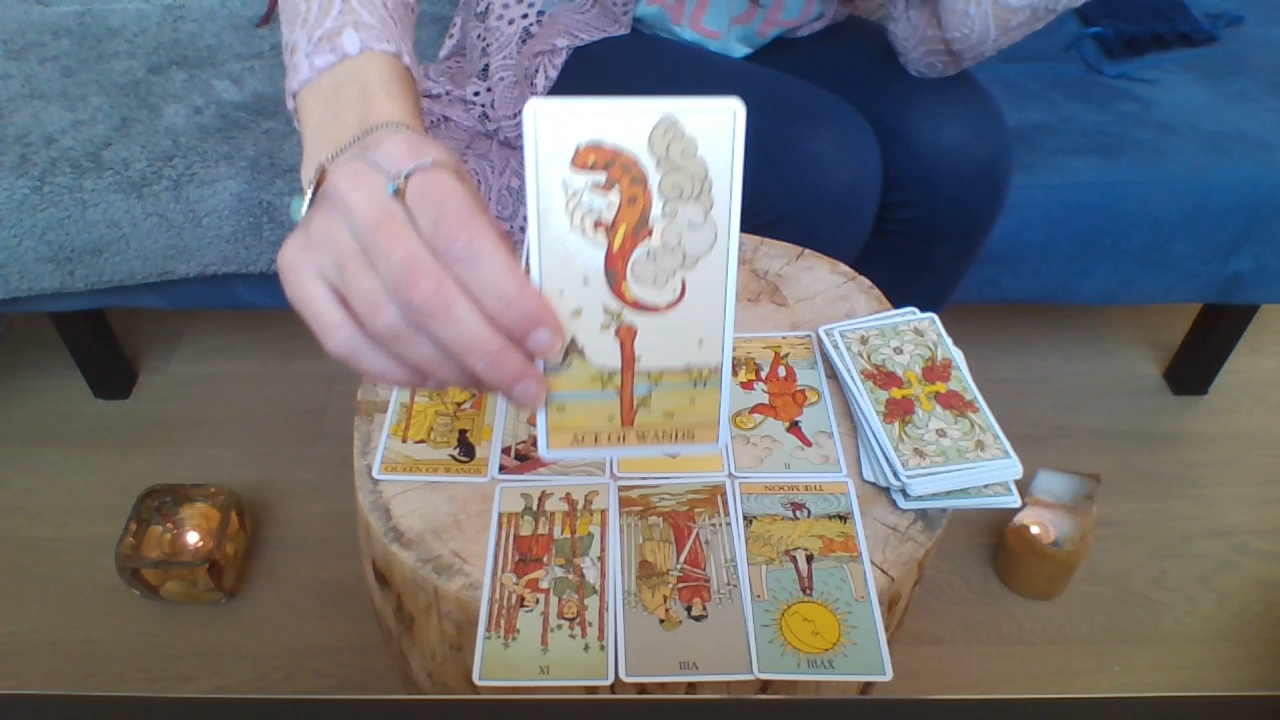 ACE OF WANDS
QUEEN OF WANDS
II
THE MOON
IX
VIII
XVIII